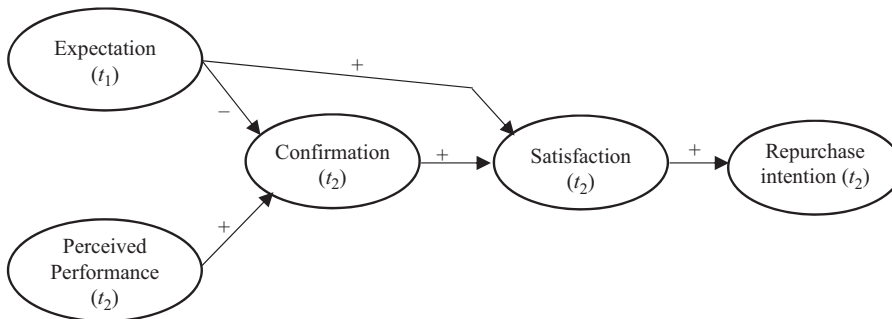 Expectation
(t1)
+
−
Confirmation
(t2)
+
Satisfaction
(t2)
+
Repurchase
intention (t2)
+
Perceived
Performance
(t2)